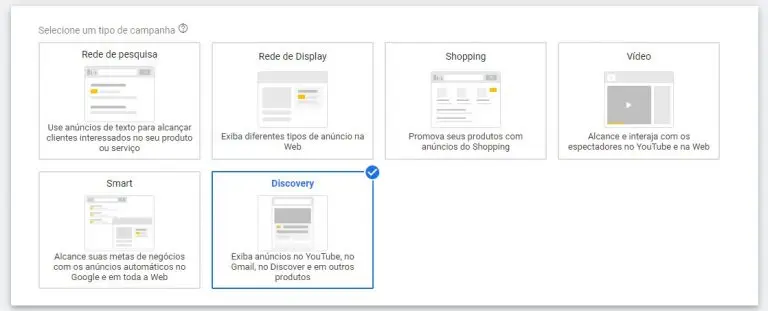 Selecione um tipo de campanha
Rede de pesquisa
Use anúncios de texto para alcançar
clientes interessados no seu produto
ou serviço
Rede de Display
Exiba diferentes tipos de anúncio na
Web
Shopping
Promova seus produtos com
anúncios do Shopping
Vídeo
Alcance e interaja com os
espectadores no YouTube e na Web
Smart
Alcance suas metas de negócios
com os anúncios automáticos no
Google e em toda a Web
Discovery
Exiba anúncios no YouTube, no
Gmail, no Discover e em outros
produtos